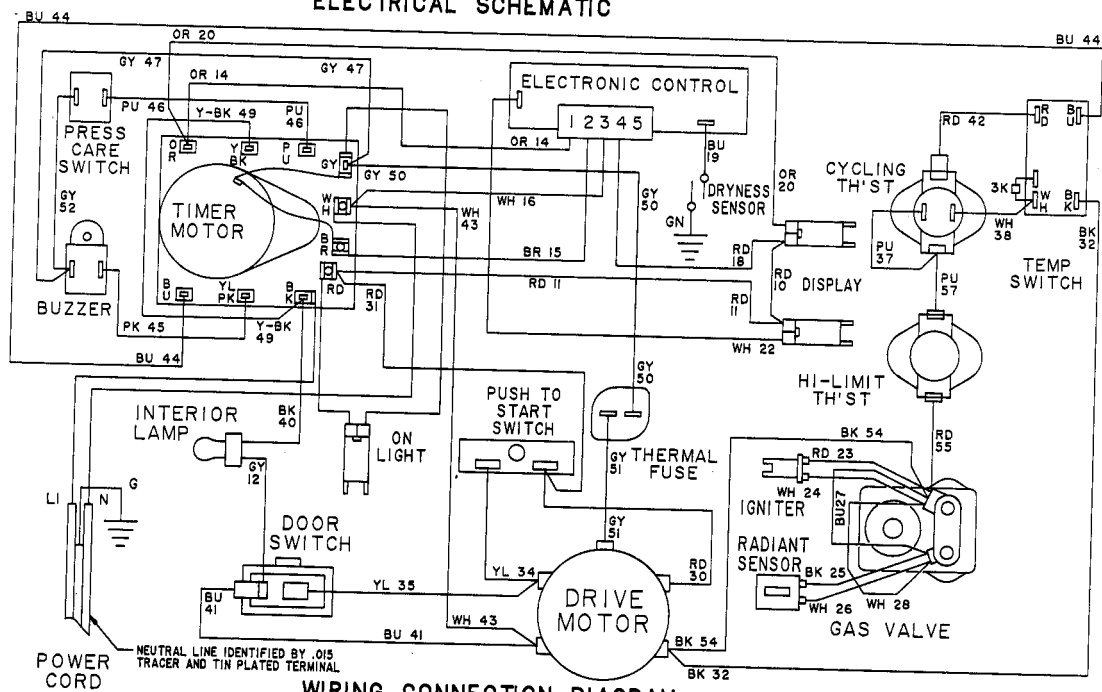 ELECTRICAL SCHEMATIC
BU 44
BU 44
OR 20
GY 47
GY 47
OR 14
PU 46
Y-BK 49
PU 46
PRESS CARE SWITCH
OR
Y BK
PU
GY
GY 50
ELECTRONIC CONTROL
1 2 3 4 5
OR 14
BU 19
DRYNESS SENSOR
GN
OR 20
RD 42
RD
BU
CYCLING TH'ST
3K
WH
BK
WH 38
BK 32
TEMP SWITCH
GY 52
TIMER MOTOR
WH
WH 43
WH 16
GY 50
BR
BR 15
RD 18
PU 37
PU 57
BUZZER
BU
YL PK
BK
RD
RD 31
RD 11
RD 10
RD 11
DISPLAY
PK 45
Y-BK 49
WH 22
BU 44
HI-LIMIT TH'ST
INTERIOR LAMP
BK 40
ON LIGHT
PUSH TO START SWITCH
GY 50
THERMAL FUSE
BK 54
RD 55
GY 12
GY 51
RD 23
WH 24
IGNITER
BU27
L1
N
G
DOOR SWITCH
GY 51
RADIANT SENSOR
BK 25
WH 26
WH 28
GAS VALVE
BU 41
YL 35
YL 34
RD 30
DRIVE MOTOR
BU 41
WH 43
BK 54
BK 32
POWER CORD
NEUTRAL LINE IDENTIFIED BY .015
TRACER AND TIN PLATED TERMINAL
WIRING CONNECTION DIAGRAM